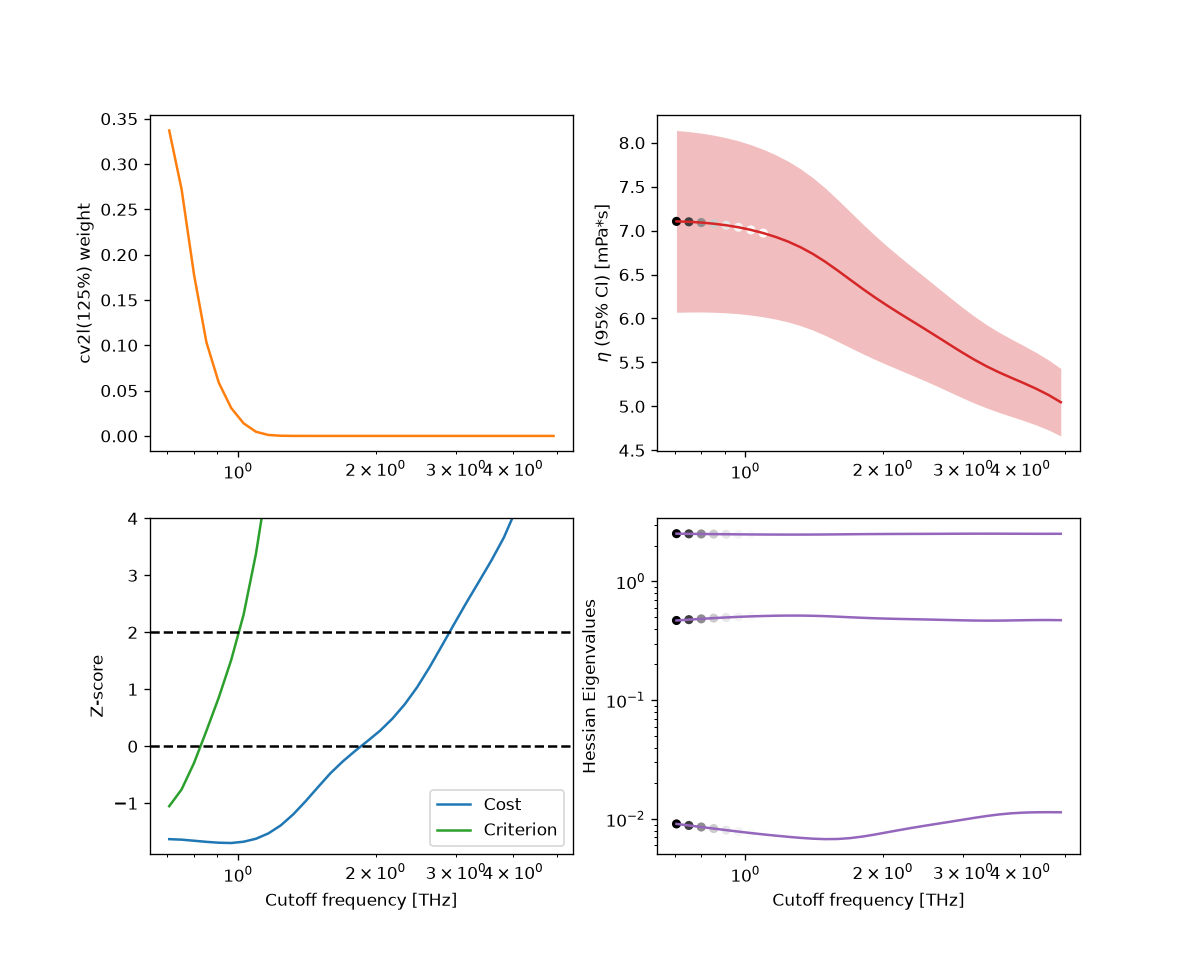 0.35
0.30
0.25
0.20
0.15
0.10
0.05
0.00
cv2l(125%) weight
10⁰
2 × 10⁰
3 × 10⁰
4 × 10⁰
8.0
7.5
7.0
6.5
6.0
5.5
5.0
4.5
η (95% CI) [mPa*s]
10⁰
2 × 10⁰
3 × 10⁰
4 × 10⁰
4
3
2
1
0
−1
Z-score
Cost
Criterion
10⁰
2 × 10⁰
3 × 10⁰
4 × 10⁰
Cutoff frequency [THz]
10⁰
10⁻¹
10⁻²
Hessian Eigenvalues
10⁰
2 × 10⁰
3 × 10⁰
4 × 10⁰
Cutoff frequency [THz]